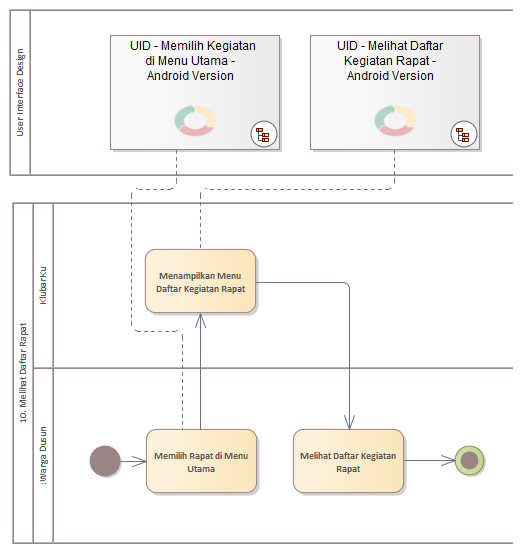 User Interface Design
UID - Memilih Kegiatan
di Menu Utama -
Android Version
UID - Melihat Daftar
Kegiatan Rapat -
Android Version
10. Melihat Daftar Rapat
KlubarKu
Menampilkan Menu
Daftar Kegiatan Rapat
:Warga Dusun
Memilih Rapat di Menu
Utama
Melihat Daftar Kegiatan
Rapat